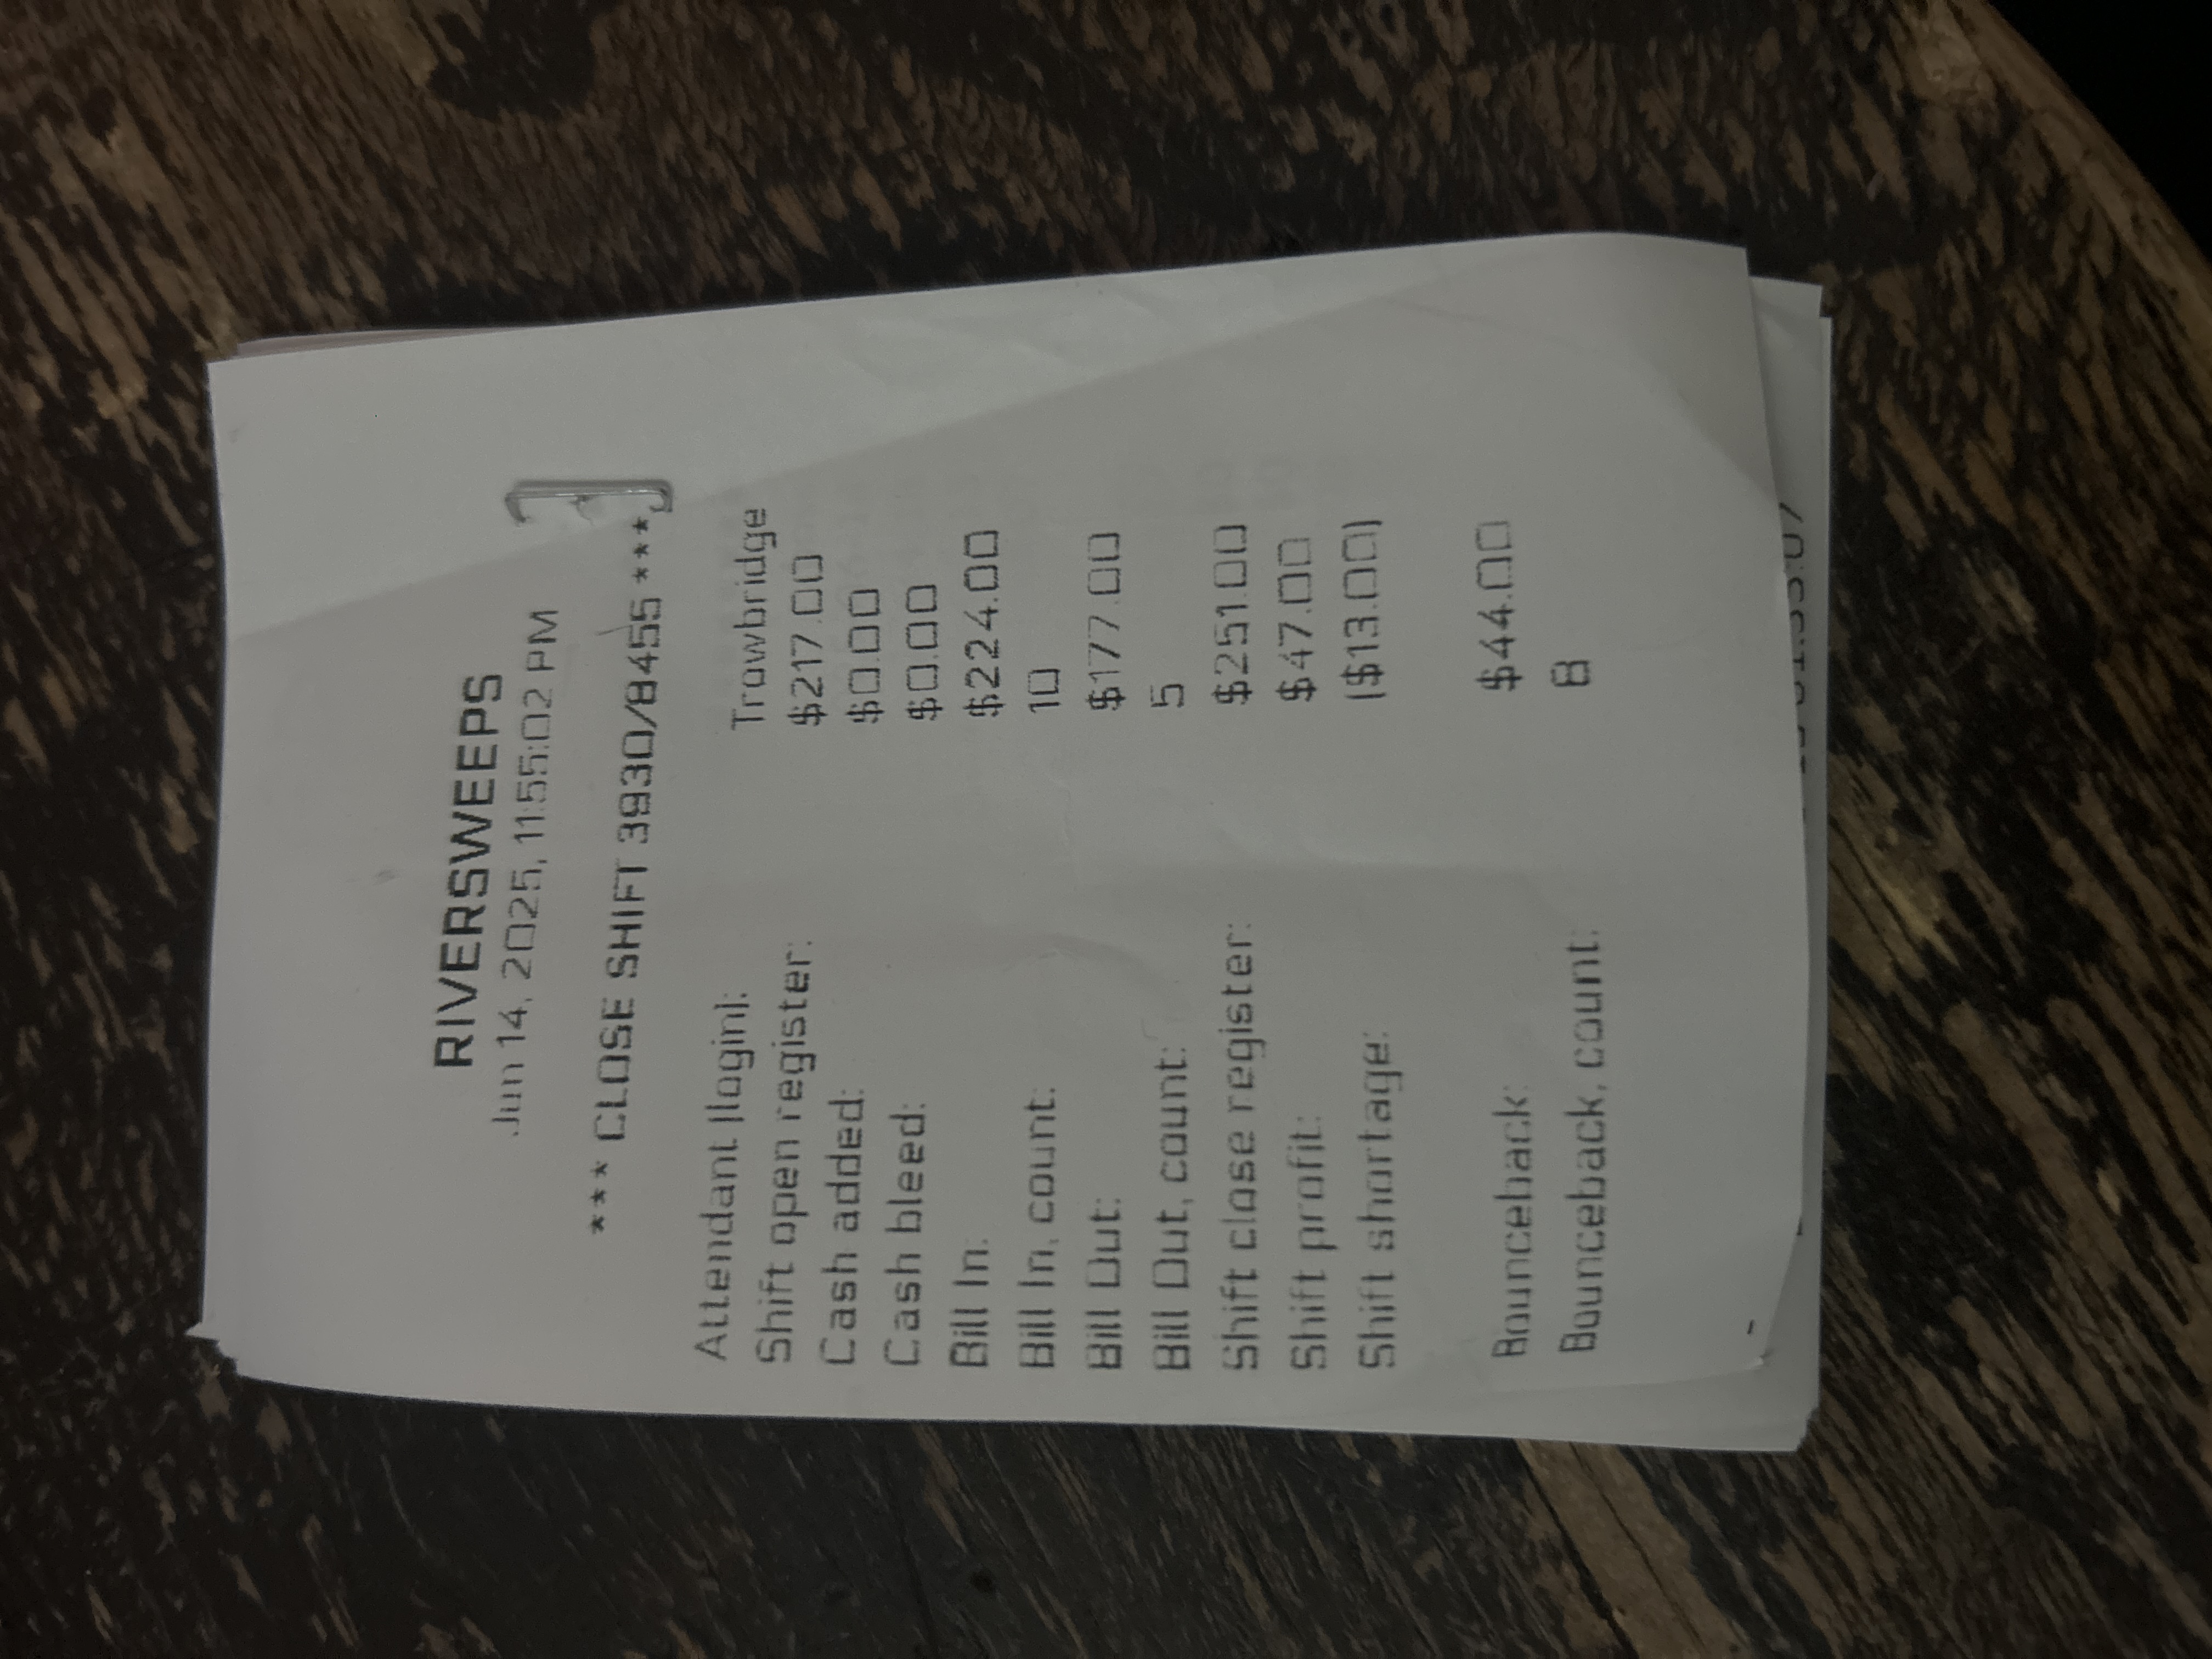 RIVERSWEEPS
Jun 14, 2025, 11:55:02 PM
*** CLOSE SHIFT 3930/8455 ***
Attendant (login): Trowbridge
Shift open register: $217.00
Cash added: $0.00
Cash bleed: $0.00
Bill In: $224.00
Bill In, count: 10
Bill Out: $177.00
Bill Out, count: 5
Shift close register: $251.00
Shift profit: $47.00
Shift shortage: ($13.00)
Bounceback: $44.00
Bounceback, count: 8